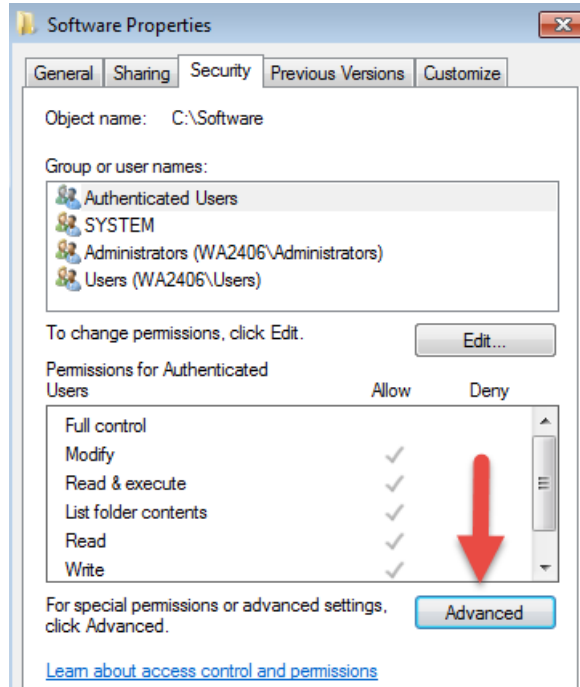 Software Properties
General Sharing Security Previous Versions Customize
Object name: C:\Software
Group or user names:
Authenticated Users
SYSTEM
Administrators (WA2406\Administrators)
Users (WA2406\Users)
To change permissions, click Edit.
Edit...
Permissions for Authenticated
Users Allow Deny
Full control
Modify
Read & execute
List folder contents
Read
Write
For special permissions or advanced settings,
click Advanced.
Advanced
Learn about access control and permissions